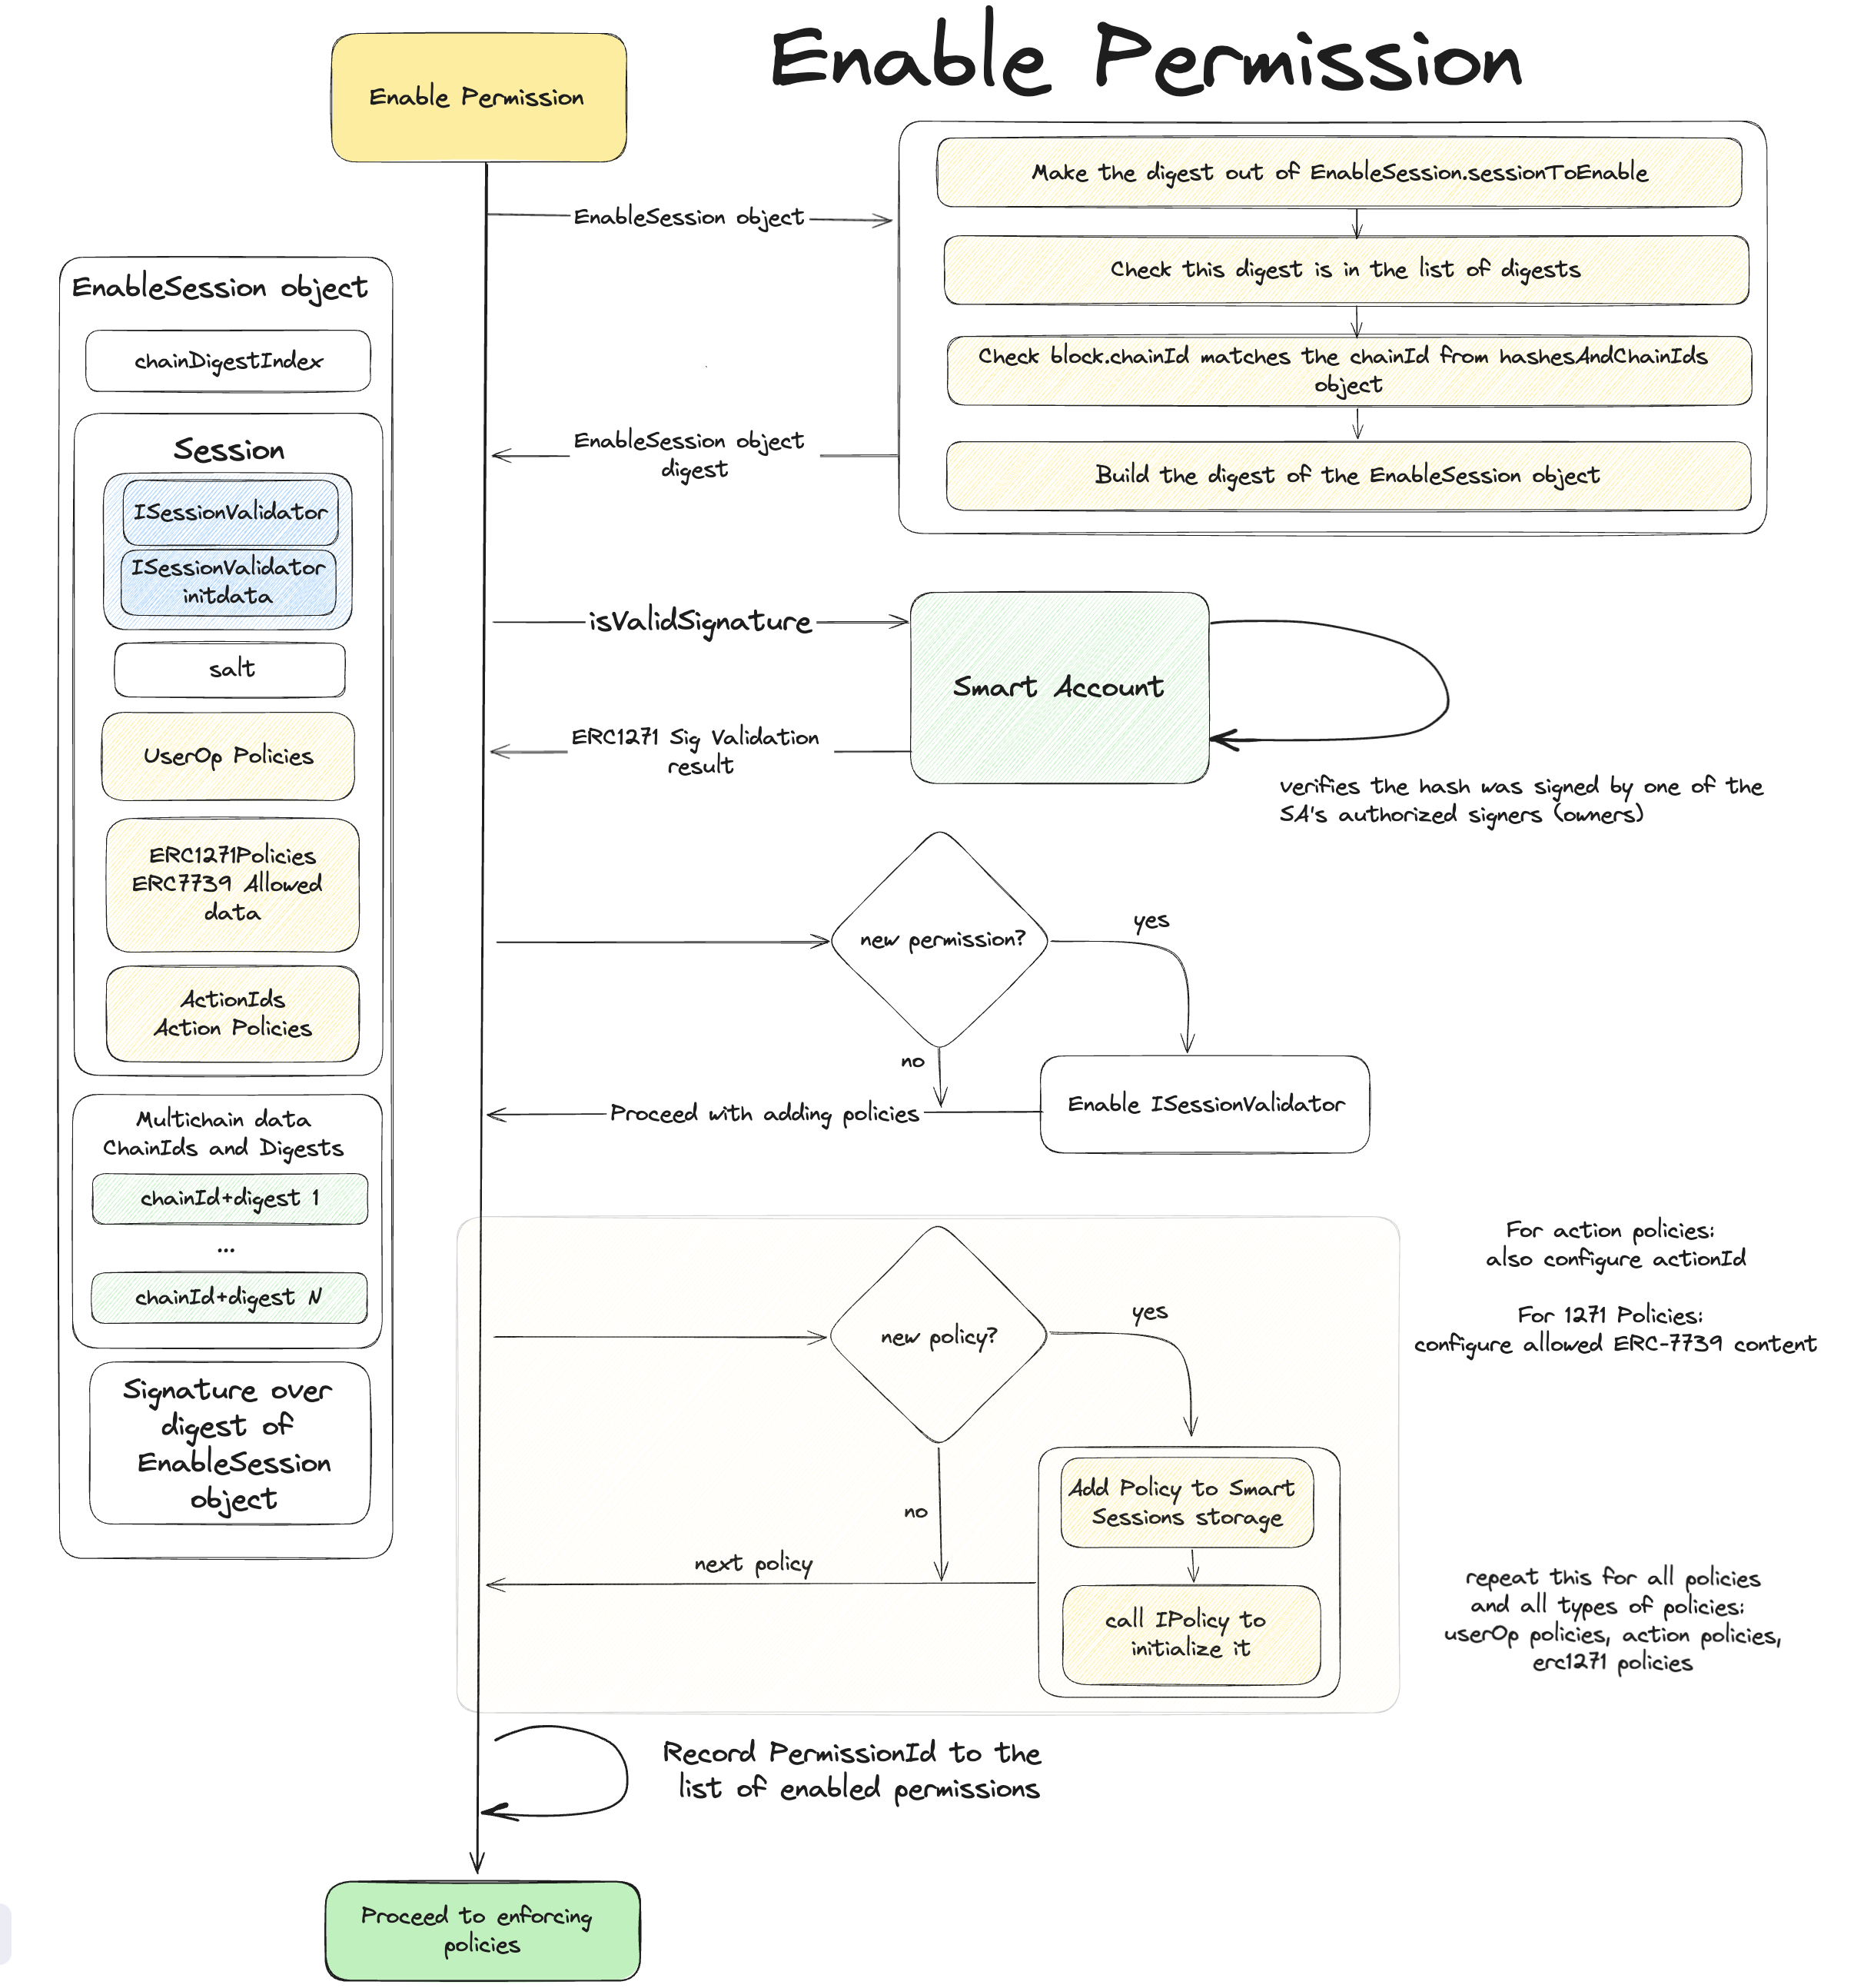 Enable Permission
Enable Permission
EnableSession object
Make the digest out of EnableSession.sessionToEnable
Check this digest is in the list of digests
Check block.chainId matches the chainId from hashesAndChainIds
object
Build the digest of the EnableSession object
EnableSession object
digest
EnableSession object
chainDigestIndex
Session
ISessionValidator
ISessionValidator
initdata
salt
UserOp Policies
ERC1271Policies
ERC7739 Allowed
data
ActionIds
Action Policies
Multichain data
ChainIds and Digests
chainId+digest 1
...
chainId+digest N
Signature over
digest of
EnableSession
object
isValidSignature
Smart Account
ERC1271 Sig Validation
result
verifies the hash was signed by one of the
SA's authorized signers (owners)
new permission?
yes
no
Enable ISessionValidator
Proceed with adding policies
new policy?
yes
no
For action policies:
also configure actionId
For 1271 Policies:
configure allowed ERC-7739 content
Add Policy to Smart
Sessions storage
next policy
call IPolicy to
initialize it
repeat this for all policies
and all types of policies:
userOp policies, action policies,
erc1271 policies
Record PermissionId to the
list of enabled permissions
Proceed to enforcing
policies